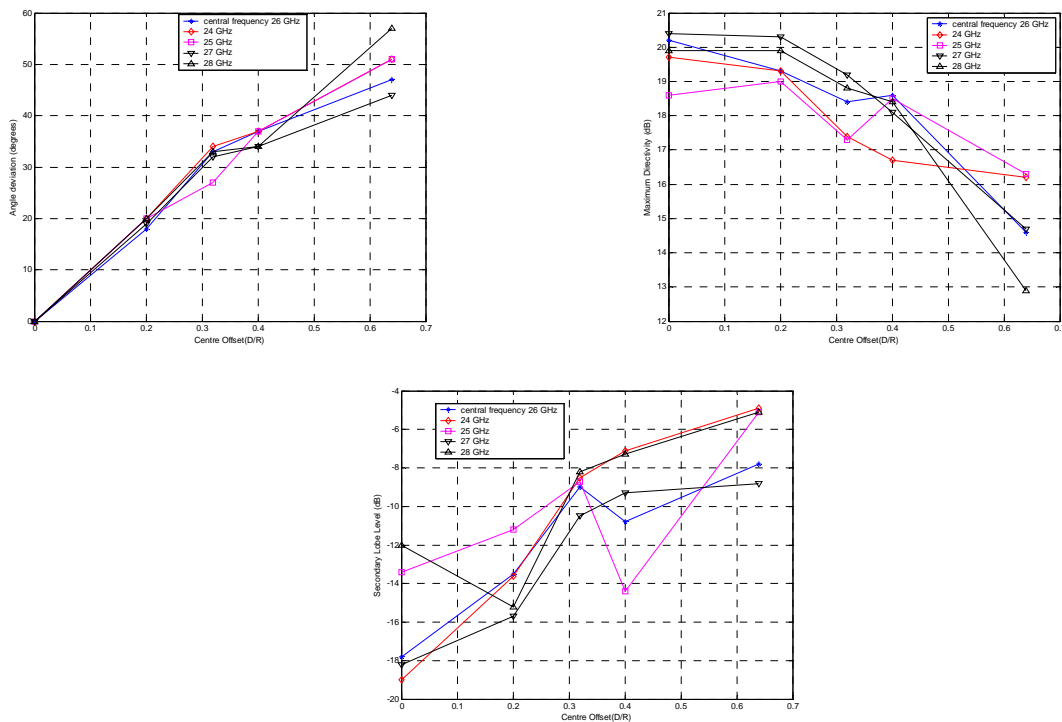 60
50
40
30
20
10
0
0
0.1
0.2
0.3
0.4
0.5
0.6
0.7
Angle deviation (degrees)
Centre Offset(D/R)
central frequency 26 GHz
24 GHz
25 GHz
27 GHz
28 GHz
21
20
19
18
17
16
15
14
13
12
0
0.1
0.2
0.3
0.4
0.5
0.6
0.7
Maximum Directivity (dB)
Centre Offset(D/R)
central frequency 26 GHz
24 GHz
25 GHz
27 GHz
28 GHz
-4
-6
-8
-10
-12
-14
-16
-18
-20
0
0.1
0.2
0.3
0.4
0.5
0.6
0.7
Secondary Lobe Level (dB)
Centre Offset(D/R)
central frequency 26 GHz
24 GHz
25 GHz
27 GHz
28 GHz